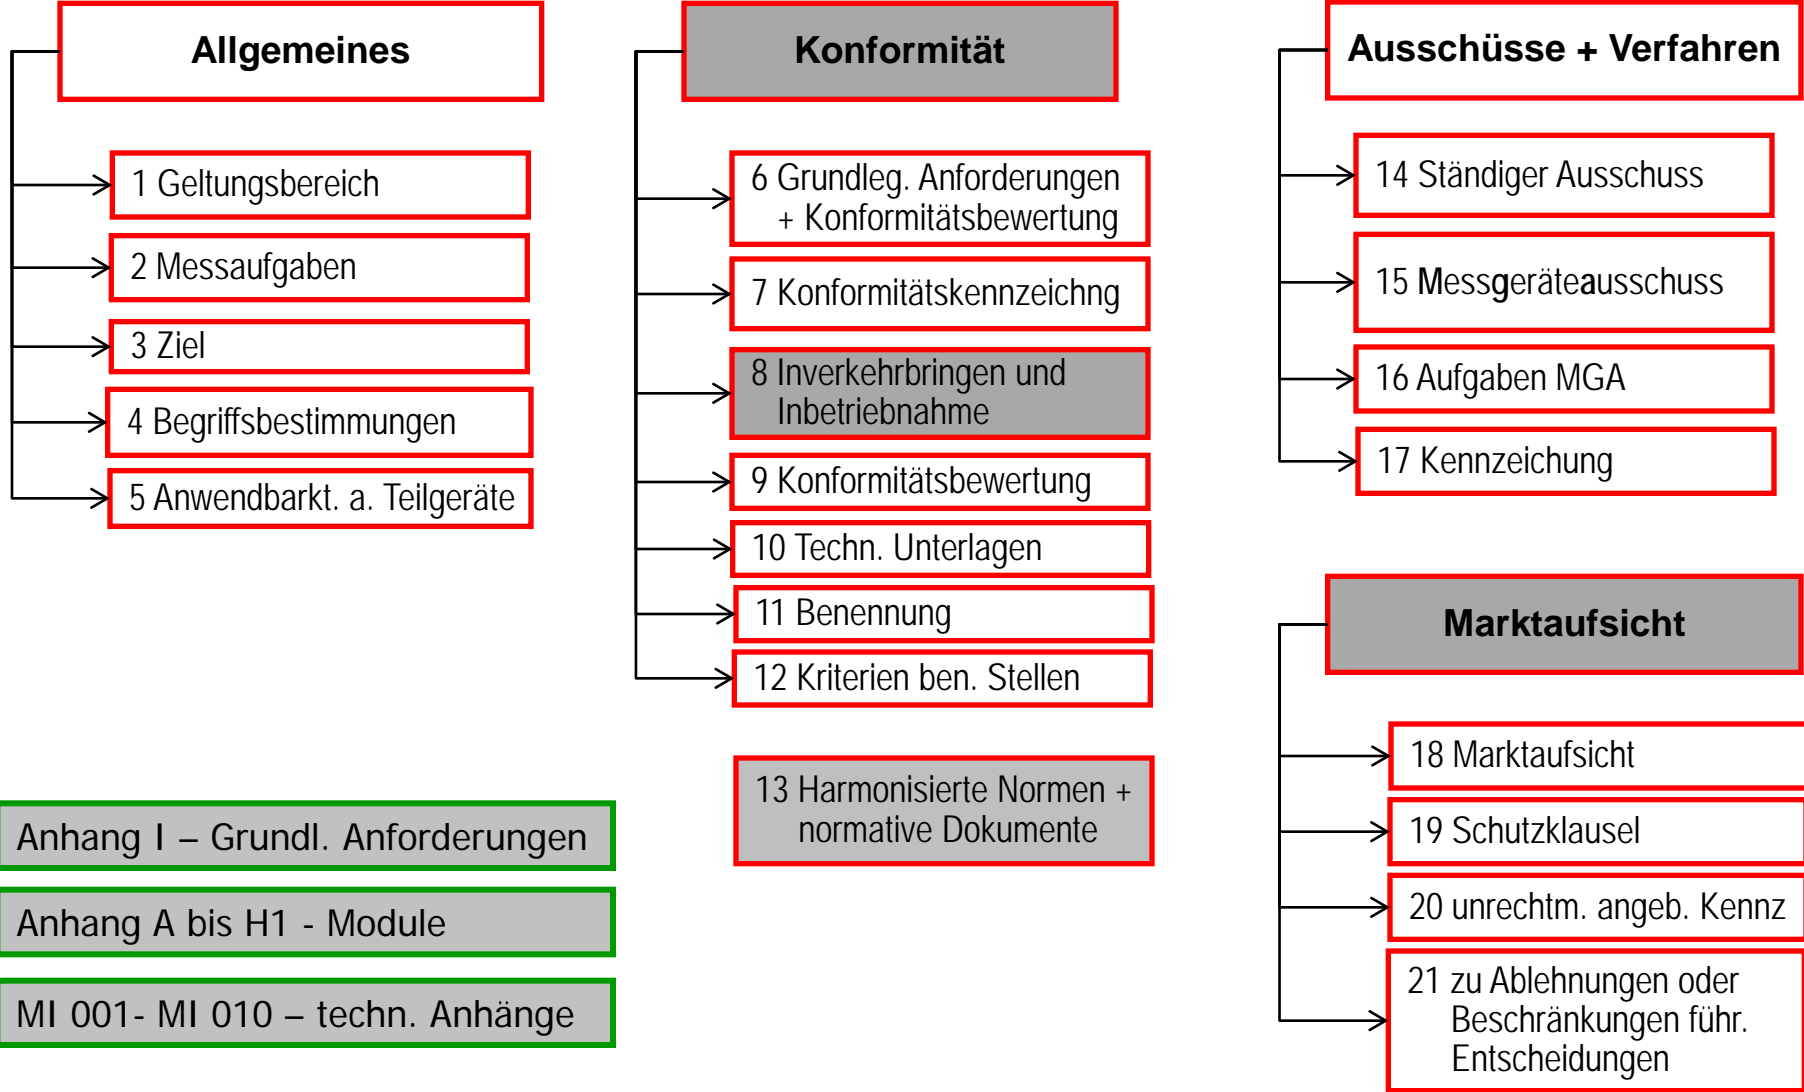 Allgemeines
1 Geltungsbereich
2 Messaufgaben
3 Ziel
4 Begriffsbestimmungen
5 Anwendbarkt. a. Teilgeräte
Konformität
6 Grundleg. Anforderungen
+ Konformitätsbewertung
7 Konformitätskennzeichng
8 Inverkehrbringen und
Inbetriebnahme
9 Konformitätsbewertung
10 Techn. Unterlagen
11 Benennung
12 Kriterien ben. Stellen
13 Harmonisierte Normen +
normative Dokumente
Ausschüsse + Verfahren
14 Ständiger Ausschuss
15 Messgeräteausschuss
16 Aufgaben MGA
17 Kennzeichung
Marktaufsicht
18 Marktaufsicht
19 Schutzklausel
20 unrechtm. angeb. Kennz
21 zu Ablehnungen oder
Beschränkungen führ.
Entscheidungen
Anhang I – Grundl. Anforderungen
Anhang A bis H1 - Module
MI 001- MI 010 – techn. Anhänge